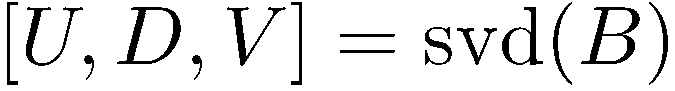 [U, D, V] = svd(B)